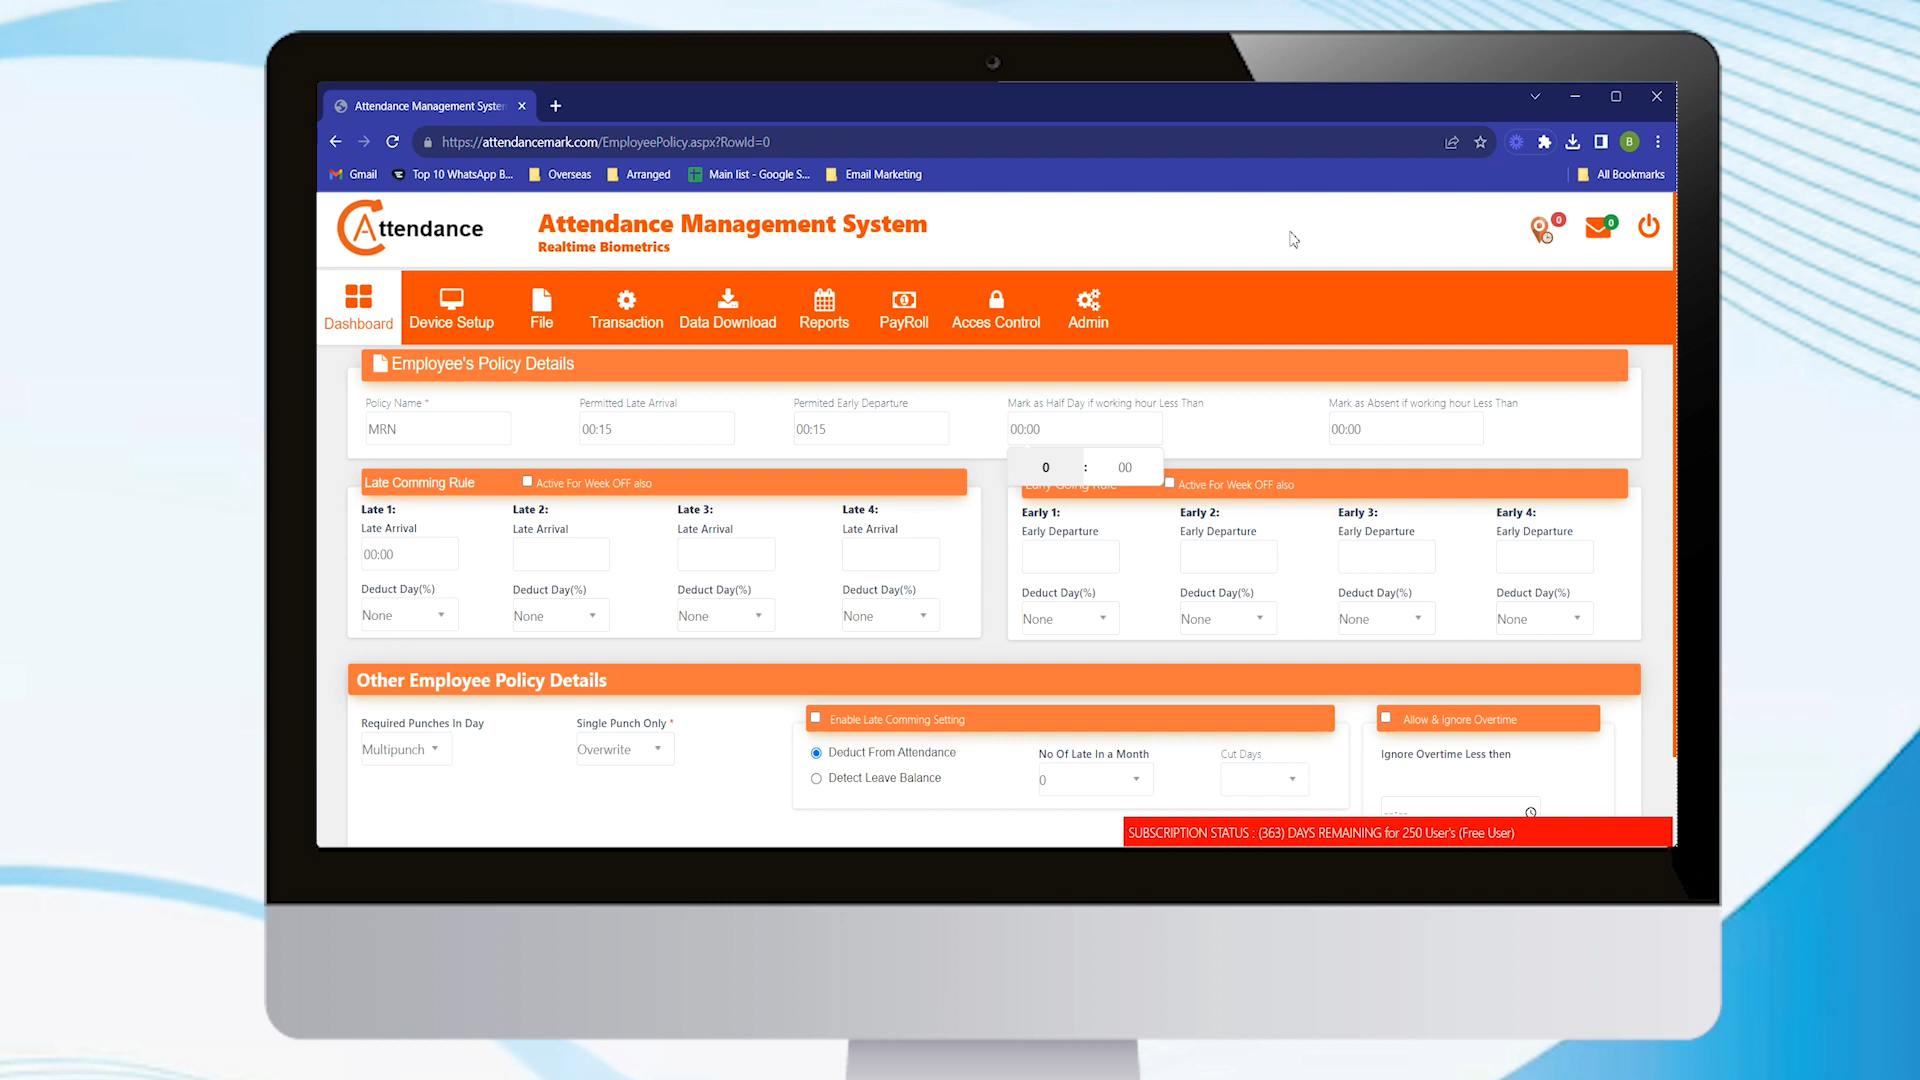 Attendance Management System
https://attendancemark.com/EmployeePolicy.aspx?RowId=0
B
Gmail
Top 10 WhatsApp B...
Overseas
Arranged
Main list - Google S...
Email Marketing
All Bookmarks
Attendance
Attendance Management System
Realtime Biometrics
0
0
Dashboard
Device Setup
File
Transaction
Data Download
Reports
PayRoll
Acces Control
Admin
Employee's Policy Details
Policy Name *
Permitted Late Arrival
Permited Early Departure
Mark as Half Day if working hour Less Than
Mark as Absent if working hour Less Than
MRN
00:15
00:15
00:00
00:00
0 : 00
Late Comming Rule
Active For Week OFF also
Early Going Rule
Active For Week OFF also
Late 1:
Late 2:
Late 3:
Late 4:
Late Arrival
Late Arrival
Late Arrival
Late Arrival
00:00
Deduct Day(%)
Deduct Day(%)
Deduct Day(%)
Deduct Day(%)
None
None
None
None
Early 1:
Early 2:
Early 3:
Early 4:
Early Departure
Early Departure
Early Departure
Early Departure
Deduct Day(%)
Deduct Day(%)
Deduct Day(%)
Deduct Day(%)
None
None
None
None
Other Employee Policy Details
Required Punches In Day
Multipunch
Single Punch Only *
Overwrite
Enable Late Comming Setting
Deduct From Attendance
Detect Leave Balance
No Of Late In a Month
0
Cut Days
Allow & Ignore Overtime
Ignore Overtime Less then
SUBSCRIPTION STATUS : (363) DAYS REMAINING for 250 User's (Free User)